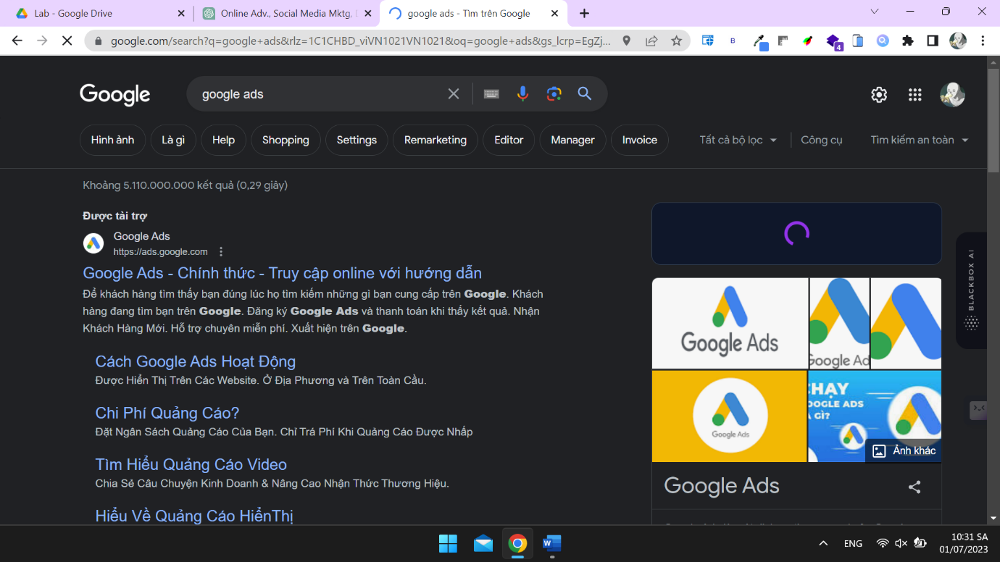 Lab - Google Drive
Online Adv., Social Media Mktg,
google ads - Tìm trên Google
google.com/search?q=google+ads&rlz=1C1CHBD_viVN1021VN1021&oq=google+ads&gs_lcrp=EgZj...
B
4
Google
google ads
Hình ảnh
Là gì
Help
Shopping
Settings
Remarketing
Editor
Manager
Invoice
Tất cả bộ lọc
Công cụ
Tìm kiếm an toàn
Khoảng 5.110.000.000 kết quả (0,29 giây)
Được tài trợ
Google Ads
https://ads.google.com
Google Ads - Chính thức - Truy cập online với hướng dẫn
Để khách hàng tìm thấy bạn đúng lúc họ tìm kiếm những gì bạn cung cấp trên Google. Khách
hàng đang tìm bạn trên Google. Đăng ký Google Ads và thanh toán khi thấy kết quả. Nhận
Khách Hàng Mới. Hỗ trợ chuyên miễn phí. Xuất hiện trên Google.
Cách Google Ads Hoạt Động
Được Hiển Thị Trên Các Website. Ở Địa Phương và Trên Toàn Cầu.
Chi Phí Quảng Cáo?
Đặt Ngân Sách Quảng Cáo Của Bạn. Chỉ Trả Phí Khi Quảng Cáo Được Nhấp
Tìm Hiểu Quảng Cáo Video
Chia Sẻ Câu Chuyện Kinh Doanh & Nâng Cao Nhận Thức Thương Hiệu.
Hiểu Về Quảng Cáo HiểnThị
BLACKBOX AI
Google Ads
Google Ad
Google Ads
CHẠY
OOGLE ADS
À GÌ?
Ảnh khác
Google Ads
W
ENG
10:31 SA
01/07/2023